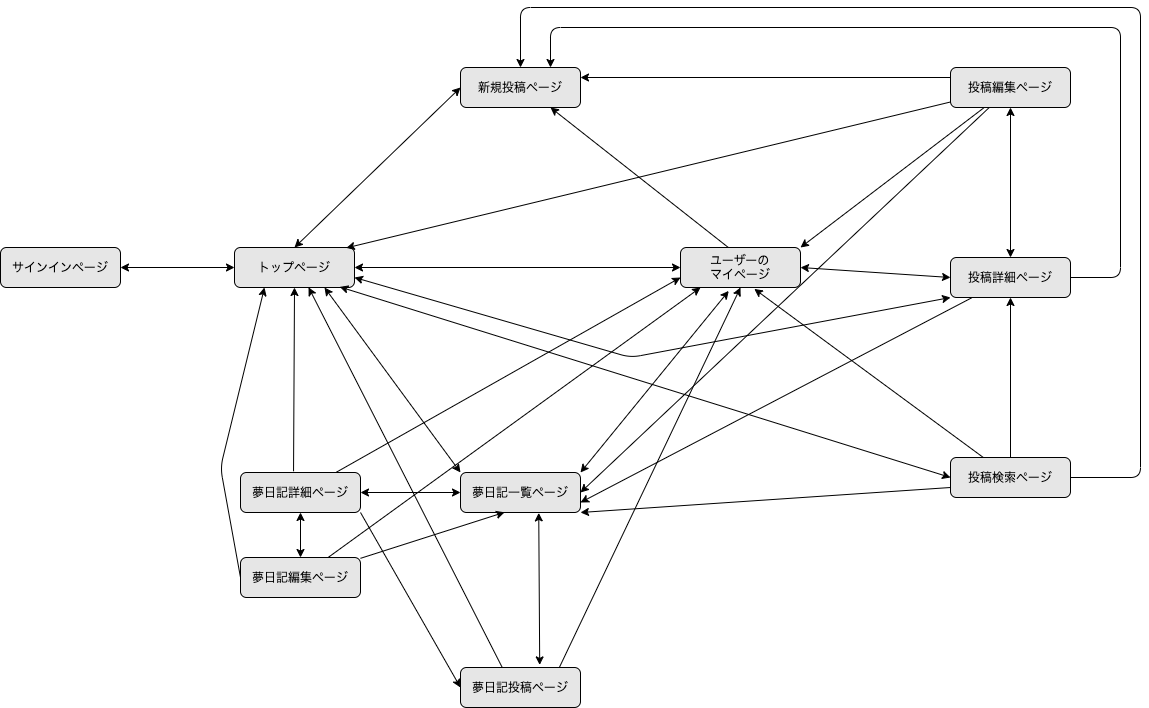 新規投稿ページ
投稿編集ページ
サインインページ
トップページ
ユーザーの
マイページ
投稿詳細ページ
投稿検索ページ
夢日記詳細ページ
夢日記一覧ページ
夢日記編集ページ
夢日記投稿ページ